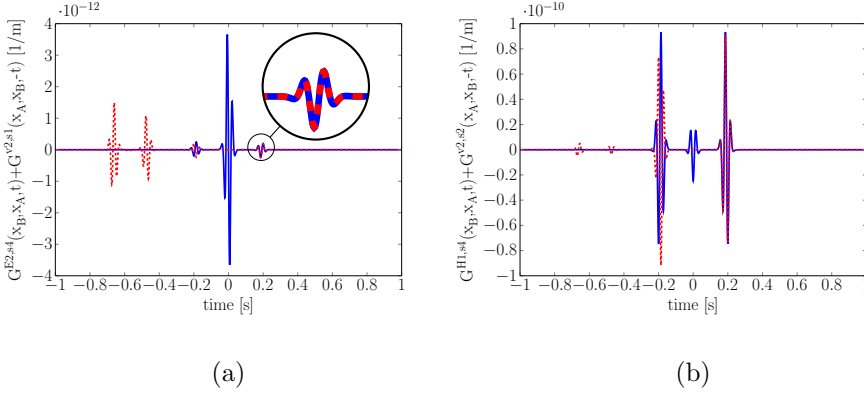 ·10⁻¹²
G^{E2,s4}(x_B,x_A,t)+G^{v2,s1}(x_A,x_B,-t) [1/m]
4
3
2
1
0
−1
−2
−3
−4
−1 −0.8−0.6−0.4−0.2 0 0.2 0.4 0.6 0.8 1
time [s]
(a)
·10⁻¹⁰
G^{H1,s4}(x_B,x_A,t)+G^{v2,s2}(x_A,x_B,-t) [1/m]
1
0.8
0.6
0.4
0.2
0
−0.2
−0.4
−0.6
−0.8
−1
−1 −0.8−0.6−0.4−0.2 0 0.2 0.4 0.6 0.8 1
time [s]
(b)